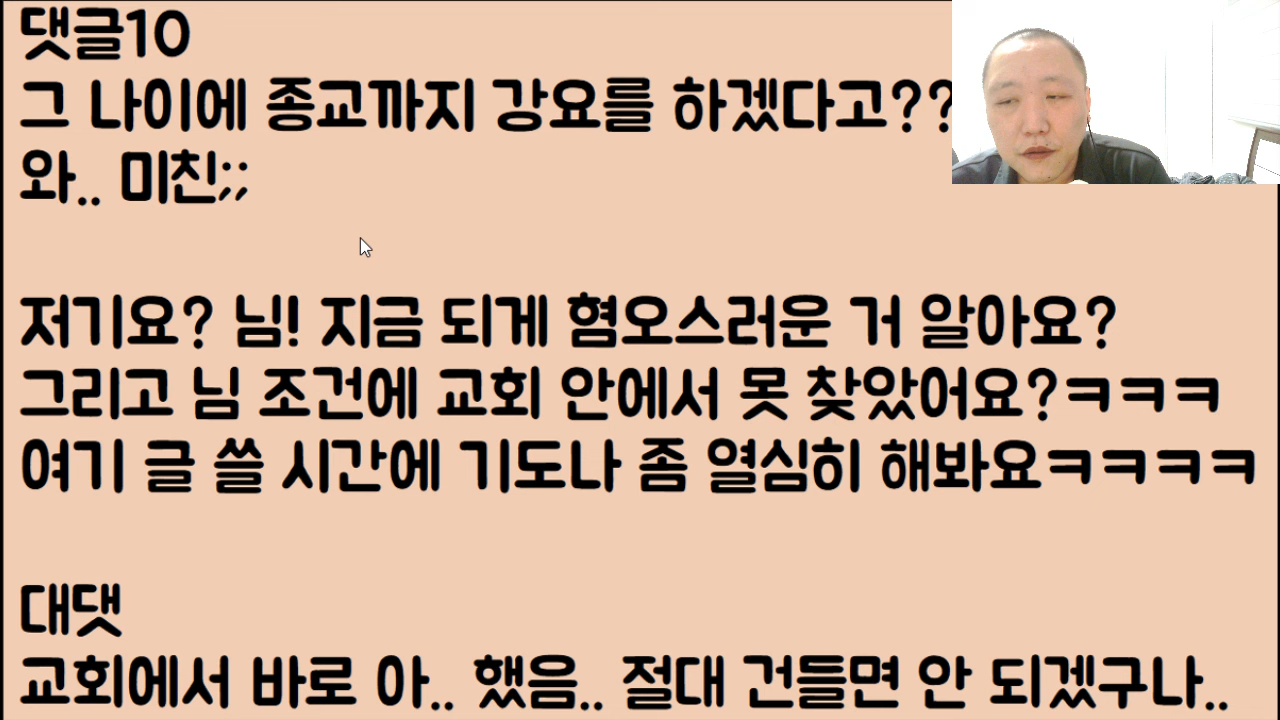 댓글10
그 나이에 종교까지 강요를 하겠다고??
와.. 미친;;
저기요? 님! 지금 되게 혐오스러운 거 알아요?
그리고 님 조건에 교회 안에서 못 찾았어요?ㅋㅋㅋ
여기 글 쓸 시간에 기도나 좀 열심히 해봐요ㅋㅋㅋㅋ
대댓
교회에서 바로 아.. 했음.. 절대 건들면 안 되겠구나..